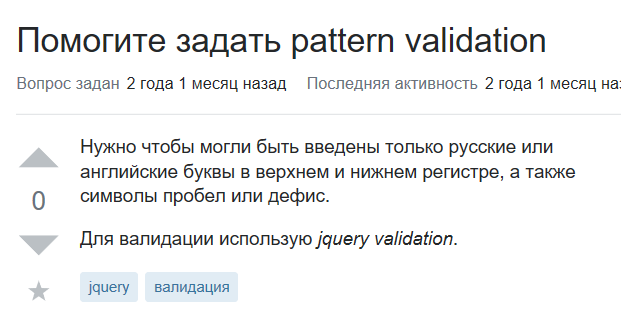 Помогите задать pattern validation
Вопрос задан 2 года 1 месяц назад Последняя активность 2 года 1 месяц
Нужно чтобы могли быть введены только русские или
английские буквы в верхнем и нижнем регистре, а также
символы пробел или дефис.
0
Для валидации использую jquery validation.
jquery валидация